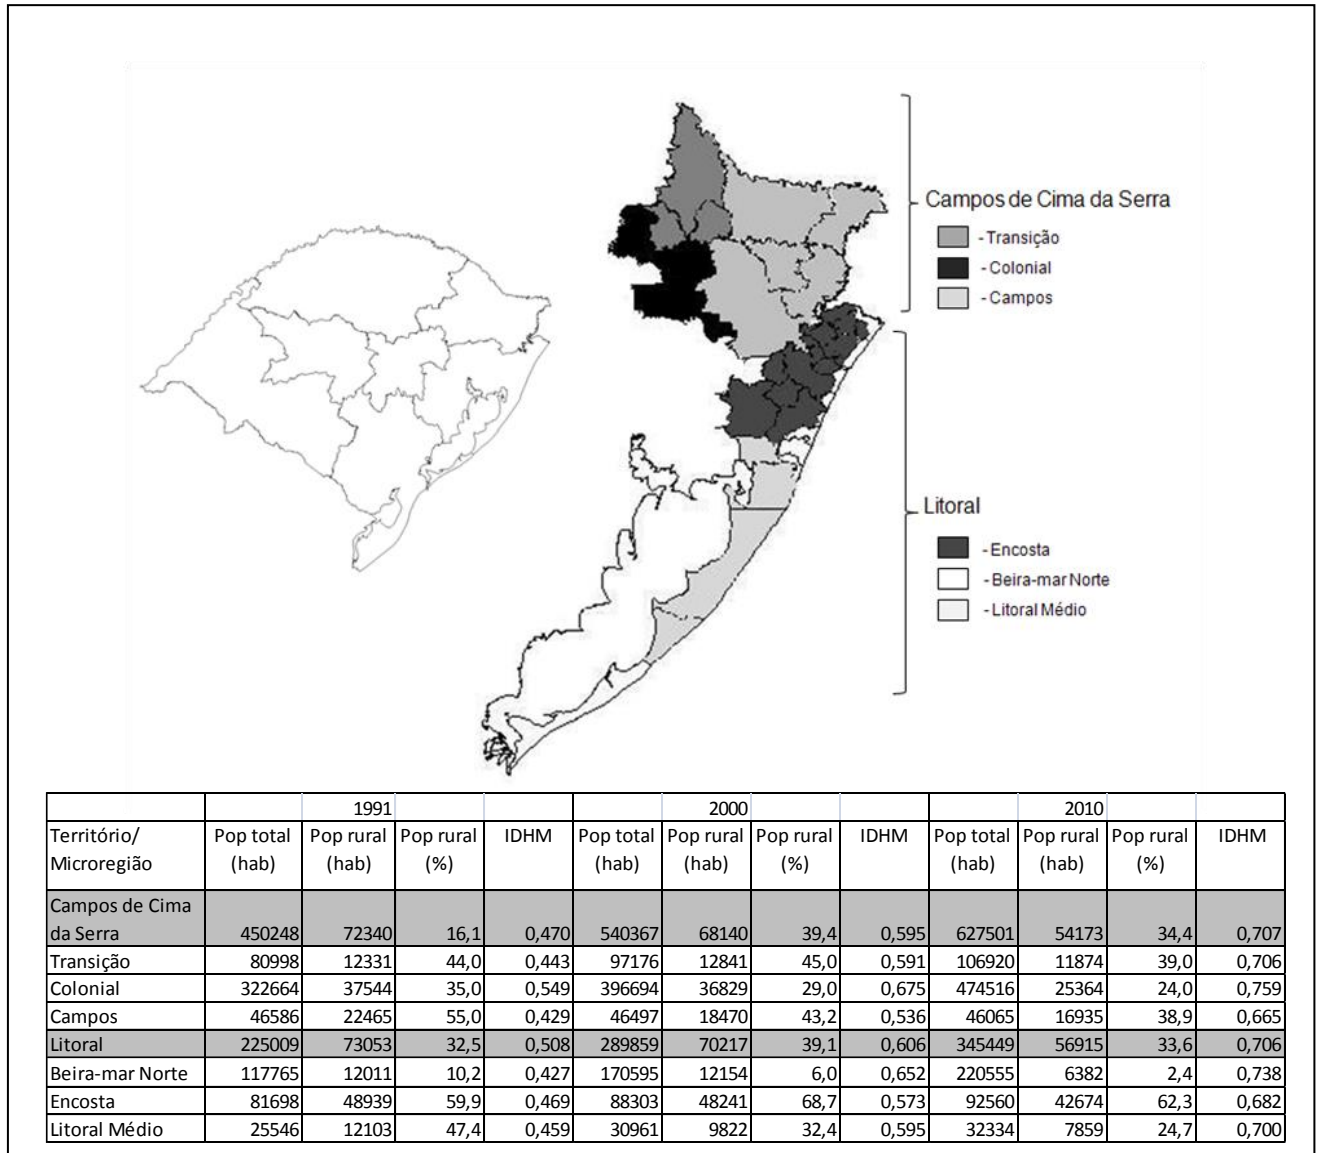 Campos de Cima da Serra
- Transição
- Colonial
- Campos
Litoral
- Encosta
- Beira-mar Norte
- Litoral Médio
1991 2000 2010
Território/ Pop total Pop rural Pop rural IDHM Pop total Pop rural Pop rural IDHM Pop total Pop rural Pop rural IDHM
Microregião (hab) (hab) (%) (hab) (hab) (%) (hab) (hab) (%)
Campos de Cima
da Serra 450248 72340 16,1 0,470 540367 68140 39,4 0,595 627501 54173 34,4 0,707
Transição 80998 12331 44,0 0,443 97176 12841 45,0 0,591 106920 11874 39,0 0,706
Colonial 322664 37544 35,0 0,549 396694 36829 29,0 0,675 474516 25364 24,0 0,759
Campos 46586 22465 55,0 0,429 46497 18470 43,2 0,536 46065 16935 38,9 0,665
Litoral 225009 73053 32,5 0,508 289859 70217 39,1 0,606 345449 56915 33,6 0,706
Beira-mar Norte 117765 12011 10,2 0,427 170595 12154 6,0 0,652 220555 6382 2,4 0,738
Encosta 81698 48939 59,9 0,469 88303 48241 68,7 0,573 92560 42674 62,3 0,682
Litoral Médio 25546 12103 47,4 0,459 30961 9822 32,4 0,595 32334 7859 24,7 0,700